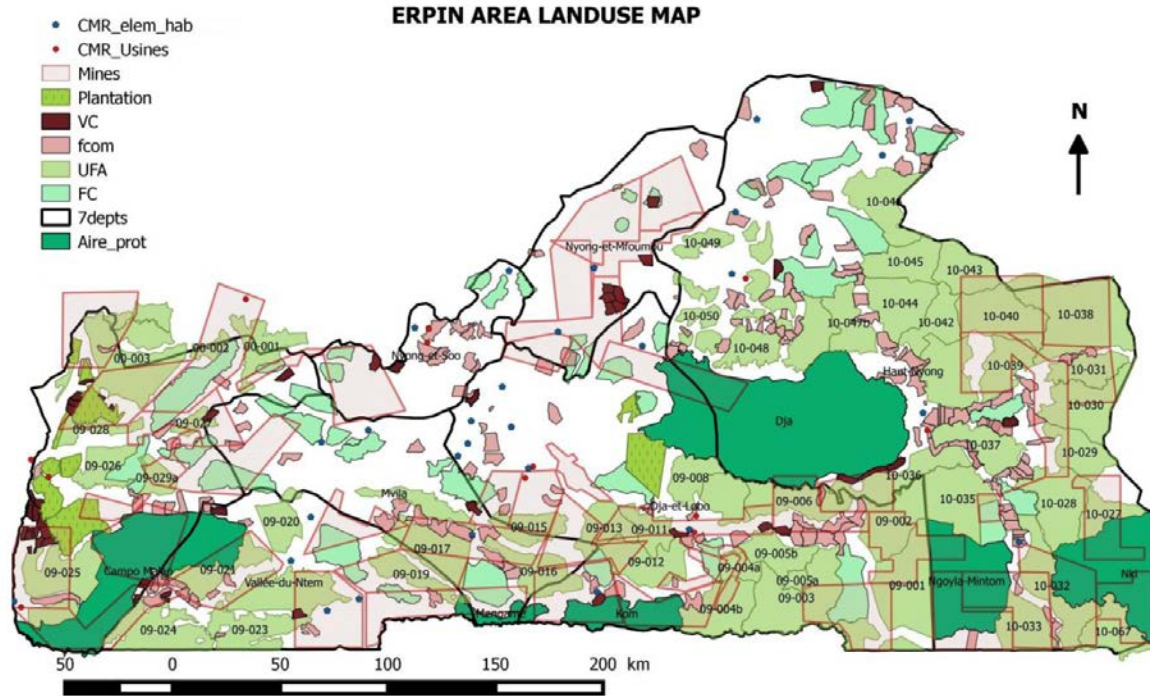 ERPIN AREA LANDUSE MAP
CMR_elem_hab
CMR_Usines
Mines
Plantation
VC
fcom
UFA
FC
7depts
Aire_prot
N
10-049
Nyong-et-Mfoumou
10-045
10-043
10-050
10-044
10-042
10-040
10-038
10-047b
10-048
00-003
00-002
00-001
Nyong-et-Soo
Haut-Nyong
10-039
10-031
10-030
Dja
09-028
09-027
09-026
09-029a
10-037
10-029
09-008
10-036
Mvila
09-006
10-035
10-028
10-027
09-020
09-015
09-013
Dja-et-Lobo
09-011
09-002
09-017
09-012
09-005b
09-025
Campo Ma'an
09-021
Vallée-du-Ntem
09-019
09-016
09-004a
09-005a
09-003
09-001
Ngoyla-Mintom
10-032
Nki
Mengame
Kom
09-004b
09-024
09-023
10-033
10-067
50 0 50 100 150 200 km